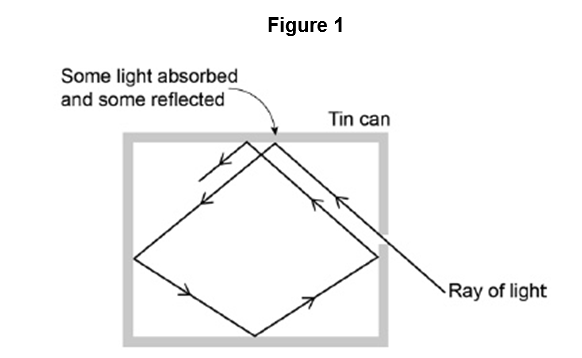 Figure 1
Some light absorbed
and some reflected
Tin can
Ray of light